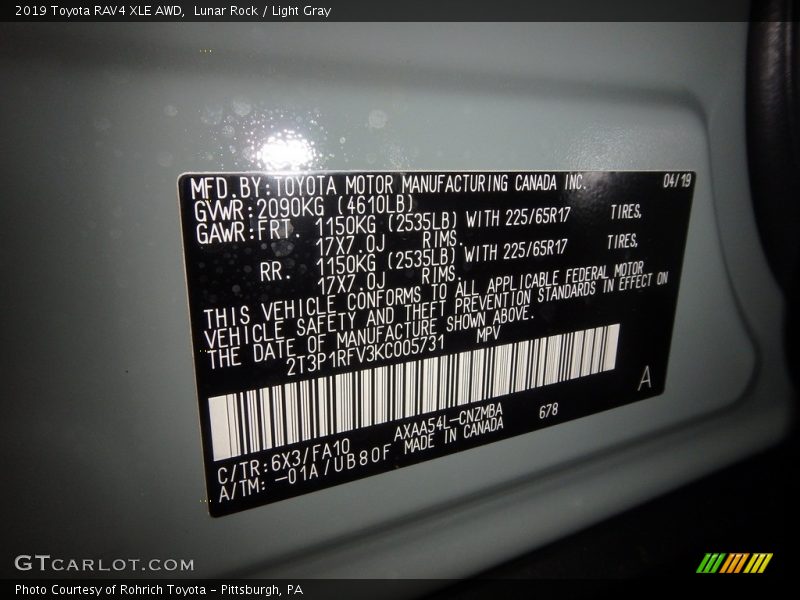 2019 Toyota RAV4 XLE AWD,  Lunar Rock / Light Gray
MFD.BY:TOYOTA MOTOR MANUFACTURING CANADA INC. 04/19
GVWR:2090KG (4610LB)
GAWR:FRT. 1150KG (2535LB) WITH 225/65R17 TIRES,
17X7.0J RIMS.
RR. 1150KG (2535LB) WITH 225/65R17 TIRES,
17X7.0J RIMS.
THIS VEHICLE CONFORMS TO ALL APPLICABLE FEDERAL MOTOR
VEHICLE SAFETY AND THEFT PREVENTION STANDARDS IN EFFECT ON
THE DATE OF MANUFACTURE SHOWN ABOVE.
2T3P1RFV3KC005731 MPV
A
C/TR:6X3/FA10 AXAA54L-CNZMBA 678
A/TM: -01A/UB80F MADE IN CANADA
GTCARLOT.COM
Photo Courtesy of Rohrich Toyota - Pittsburgh, PA